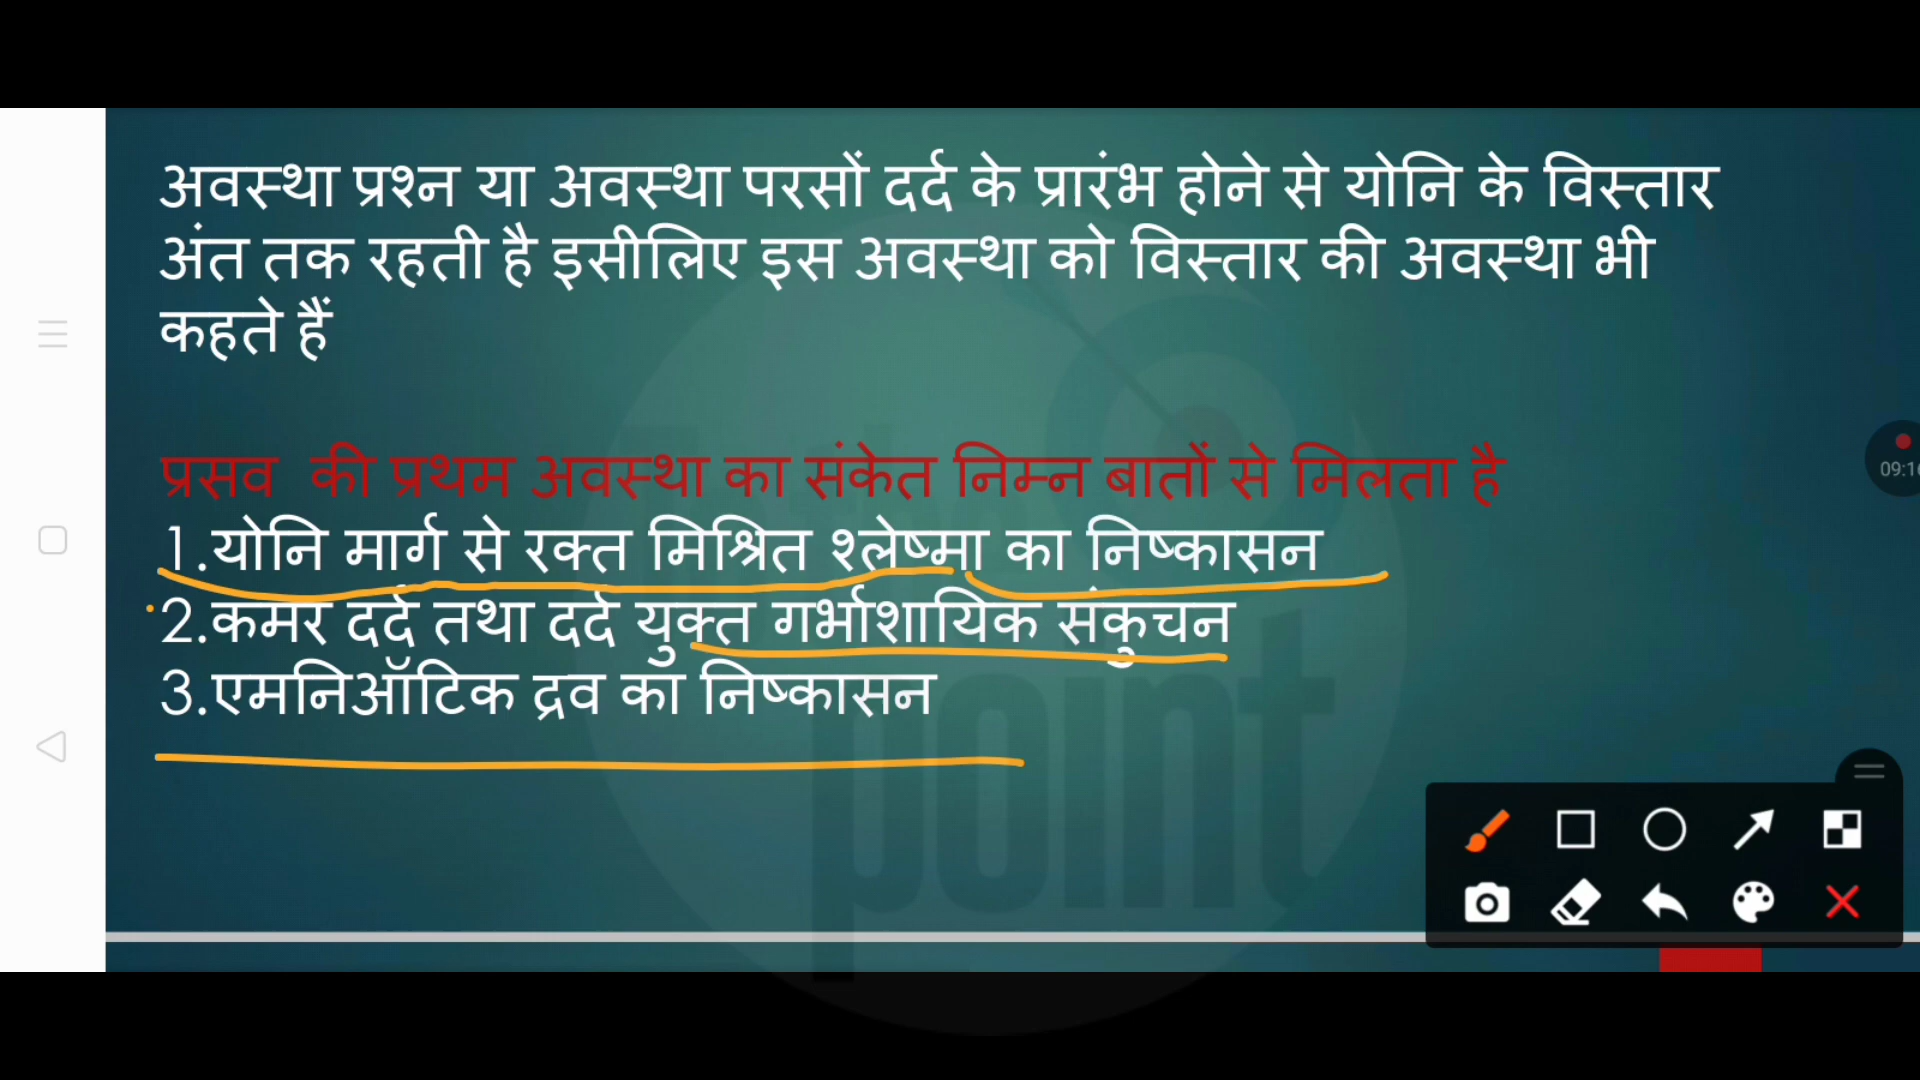 अवस्था प्रश्न या अवस्था परसों दर्द के प्रारंभ होने से योनि के विस्तार
अंत तक रहती है इसीलिए इस अवस्था को विस्तार की अवस्था भी
कहते हैं
प्रसव की प्रथम अवस्था का संकेत निम्न बातों से मिलता है
1.योनि मार्ग से रक्त मिश्रित श्लेष्मा का निष्कासन
2.कमर दर्द तथा दर्द युक्त गर्भाशायिक संकुचन
3.एमनिऑटिक द्रव का निष्कासन
point